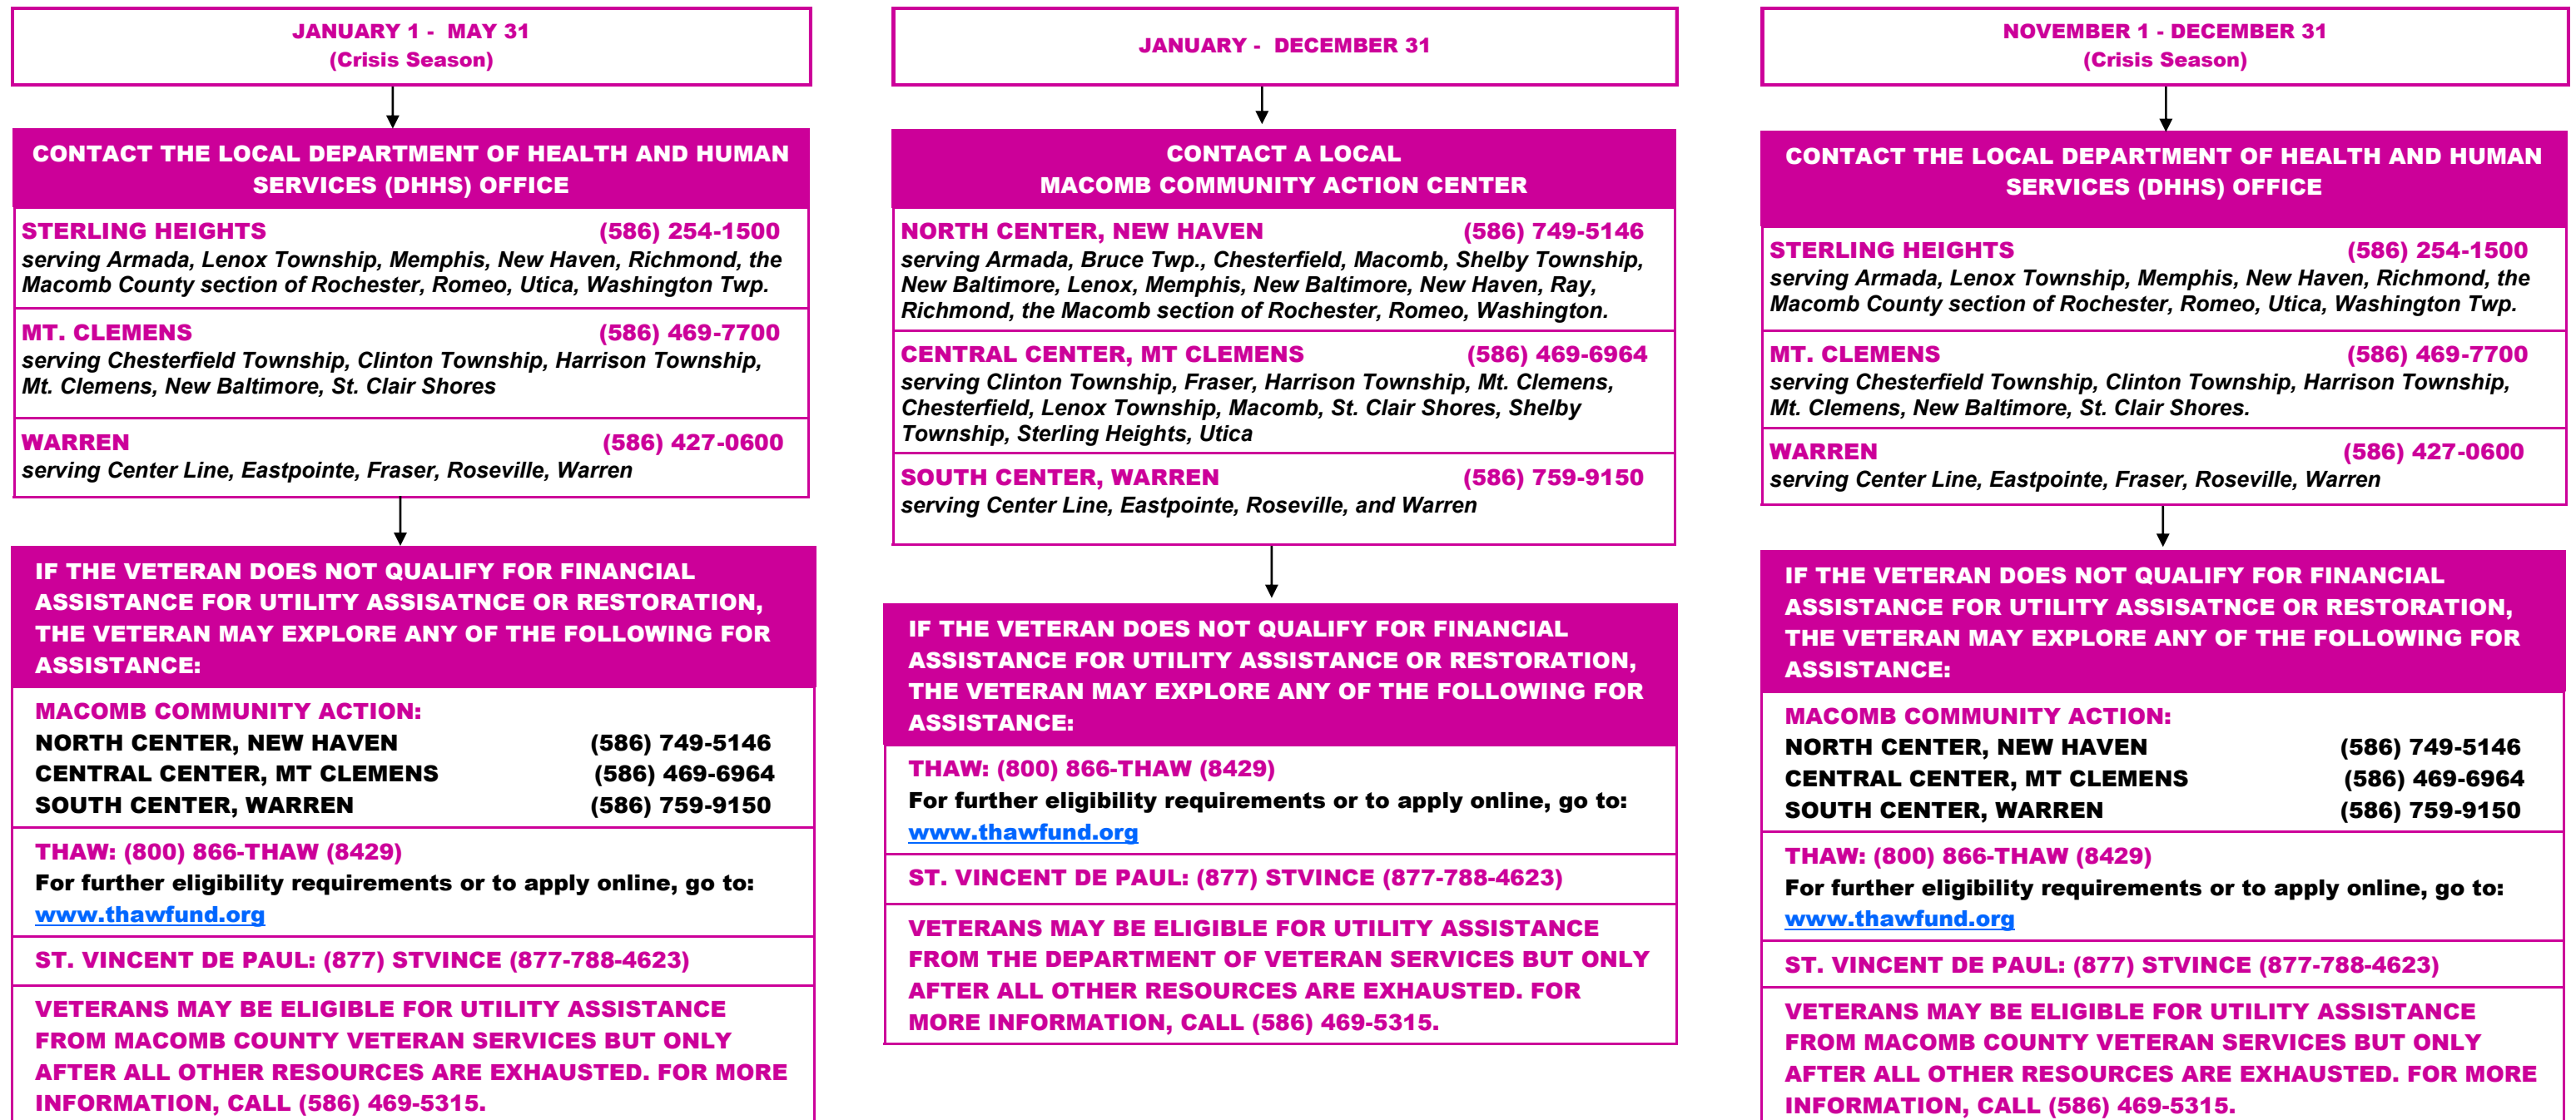 JANUARY 1 - MAY 31
(Crisis Season)
CONTACT THE LOCAL DEPARTMENT OF HEALTH AND HUMAN
SERVICES (DHHS) OFFICE
STERLING HEIGHTS (586) 254-1500
serving Armada, Lenox Township, Memphis, New Haven, Richmond, the
Macomb County section of Rochester, Romeo, Utica, Washington Twp.
MT. CLEMENS (586) 469-7700
serving Chesterfield Township, Clinton Township, Harrison Township,
Mt. Clemens, New Baltimore, St. Clair Shores
WARREN (586) 427-0600
serving Center Line, Eastpointe, Fraser, Roseville, Warren
IF THE VETERAN DOES NOT QUALIFY FOR FINANCIAL
ASSISTANCE FOR UTILITY ASSISATNCE OR RESTORATION,
THE VETERAN MAY EXPLORE ANY OF THE FOLLOWING FOR
ASSISTANCE:
MACOMB COMMUNITY ACTION:
NORTH CENTER, NEW HAVEN (586) 749-5146
CENTRAL CENTER, MT CLEMENS (586) 469-6964
SOUTH CENTER, WARREN (586) 759-9150
THAW: (800) 866-THAW (8429)
For further eligibility requirements or to apply online, go to:
www.thawfund.org
ST. VINCENT DE PAUL: (877) STVINCE (877-788-4623)
VETERANS MAY BE ELIGIBLE FOR UTILITY ASSISTANCE
FROM MACOMB COUNTY VETERAN SERVICES BUT ONLY
AFTER ALL OTHER RESOURCES ARE EXHAUSTED. FOR MORE
INFORMATION, CALL (586) 469-5315.
JANUARY - DECEMBER 31
CONTACT A LOCAL
MACOMB COMMUNITY ACTION CENTER
NORTH CENTER, NEW HAVEN (586) 749-5146
serving Armada, Bruce Twp., Chesterfield, Macomb, Shelby Township,
New Baltimore, Lenox, Memphis, New Baltimore, New Haven, Ray,
Richmond, the Macomb section of Rochester, Romeo, Washington.
CENTRAL CENTER, MT CLEMENS (586) 469-6964
serving Clinton Township, Fraser, Harrison Township, Mt. Clemens,
Chesterfield, Lenox Township, Macomb, St. Clair Shores, Shelby
Township, Sterling Heights, Utica
SOUTH CENTER, WARREN (586) 759-9150
serving Center Line, Eastpointe, Roseville, and Warren
IF THE VETERAN DOES NOT QUALIFY FOR FINANCIAL
ASSISTANCE FOR UTILITY ASSISTANCE OR RESTORATION,
THE VETERAN MAY EXPLORE ANY OF THE FOLLOWING FOR
ASSISTANCE:
THAW: (800) 866-THAW (8429)
For further eligibility requirements or to apply online, go to:
www.thawfund.org
ST. VINCENT DE PAUL: (877) STVINCE (877-788-4623)
VETERANS MAY BE ELIGIBLE FOR UTILITY ASSISTANCE
FROM THE DEPARTMENT OF VETERAN SERVICES BUT ONLY
AFTER ALL OTHER RESOURCES ARE EXHAUSTED. FOR
MORE INFORMATION, CALL (586) 469-5315.
NOVEMBER 1 - DECEMBER 31
(Crisis Season)
CONTACT THE LOCAL DEPARTMENT OF HEALTH AND HUMAN
SERVICES (DHHS) OFFICE
STERLING HEIGHTS (586) 254-1500
serving Armada, Lenox Township, Memphis, New Haven, Richmond, the
Macomb County section of Rochester, Romeo, Utica, Washington Twp.
MT. CLEMENS (586) 469-7700
serving Chesterfield Township, Clinton Township, Harrison Township,
Mt. Clemens, New Baltimore, St. Clair Shores.
WARREN (586) 427-0600
serving Center Line, Eastpointe, Fraser, Roseville, Warren
IF THE VETERAN DOES NOT QUALIFY FOR FINANCIAL
ASSISTANCE FOR UTILITY ASSISATNCE OR RESTORATION,
THE VETERAN MAY EXPLORE ANY OF THE FOLLOWING FOR
ASSISTANCE:
MACOMB COMMUNITY ACTION:
NORTH CENTER, NEW HAVEN (586) 749-5146
CENTRAL CENTER, MT CLEMENS (586) 469-6964
SOUTH CENTER, WARREN (586) 759-9150
THAW: (800) 866-THAW (8429)
For further eligibility requirements or to apply online, go to:
www.thawfund.org
ST. VINCENT DE PAUL: (877) STVINCE (877-788-4623)
VETERANS MAY BE ELIGIBLE FOR UTILITY ASSISTANCE
FROM MACOMB COUNTY VETERAN SERVICES BUT ONLY
AFTER ALL OTHER RESOURCES ARE EXHAUSTED. FOR MORE
INFORMATION, CALL (586) 469-5315.